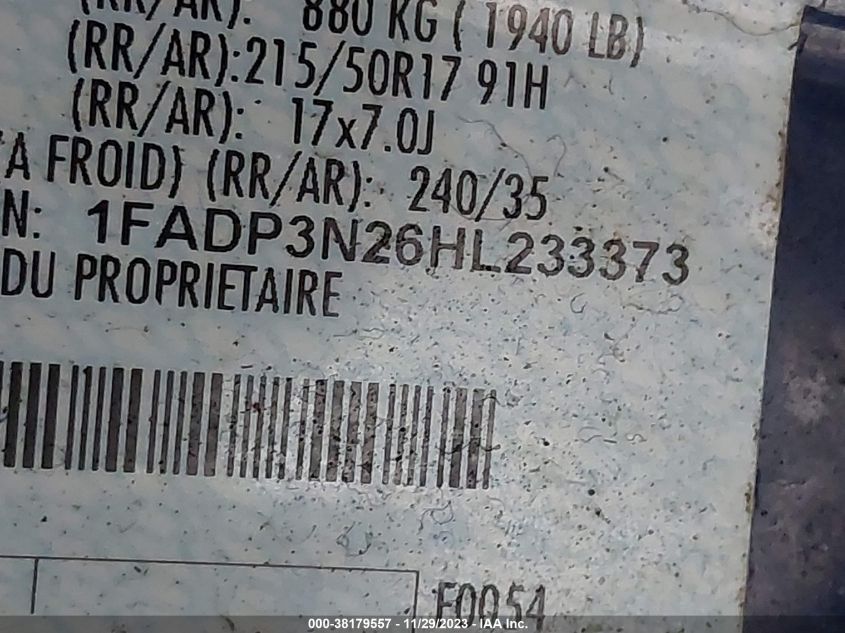 (RR/AR): 880 KG ( 1940 LB)
(RR/AR):215/50R17 91H
(RR/AR): 17x7.0J
A FROID) (RR/AR): 240/35
N: 1FADP3N26HL233373
DU PROPRIETAIRE
F0054
000-38179557 - 11/29/2023 - IAA Inc.